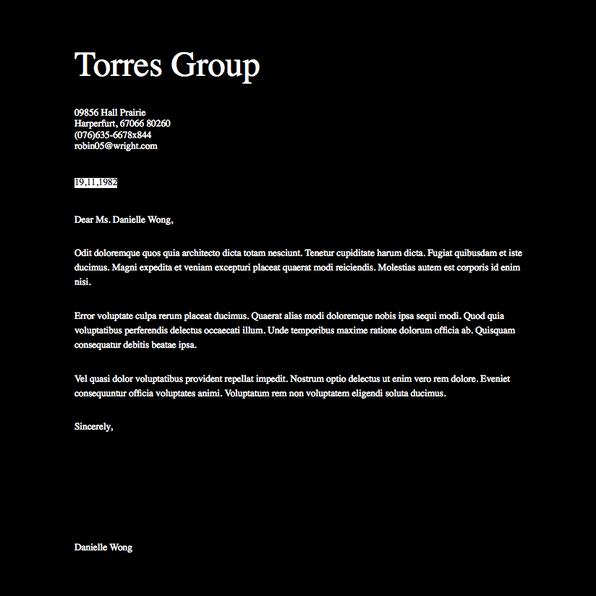 Torres Group
09856 Hall Prairie
Harperfurt, 67066 80260
(076)635-6678x844
robin05@wright.com
19,11,1982
Dear Ms. Danielle Wong,
Odit doloremque quos quia architecto dicta totam nesciunt. Tenetur cupiditate harum dicta. Fugiat quibusdam et iste
ducimus. Magni expedita et veniam excepturi placeat quaerat modi reiciendis. Molestias autem est corporis id enim
nisi.
Error voluptate culpa rerum placeat ducimus. Quaerat alias modi doloremque nobis ipsa sequi modi. Quod quia
voluptatibus perferendis delectus occaecati illum. Unde temporibus maxime ratione dolorum officia ab. Quisquam
consequatur debitis beatae ipsa.
Vel quasi dolor voluptatibus provident repellat impedit. Nostrum optio delectus ut enim vero rem dolore. Eveniet
consequuntur officia voluptates animi. Voluptatum rem non voluptatem eligendi soluta ducimus.
Sincerely,
Danielle Wong